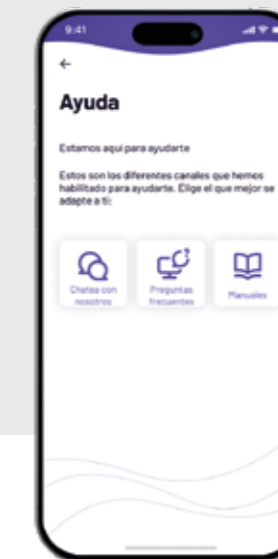 9:41
Ayuda
Estamos aquí para ayudarte
Estos son los diferentes canales que hemos
habilitado para ayudarte. Elige el que mejor se
adapte a ti:
Chatea con
nosotros
Preguntas
frecuentes
Manuales